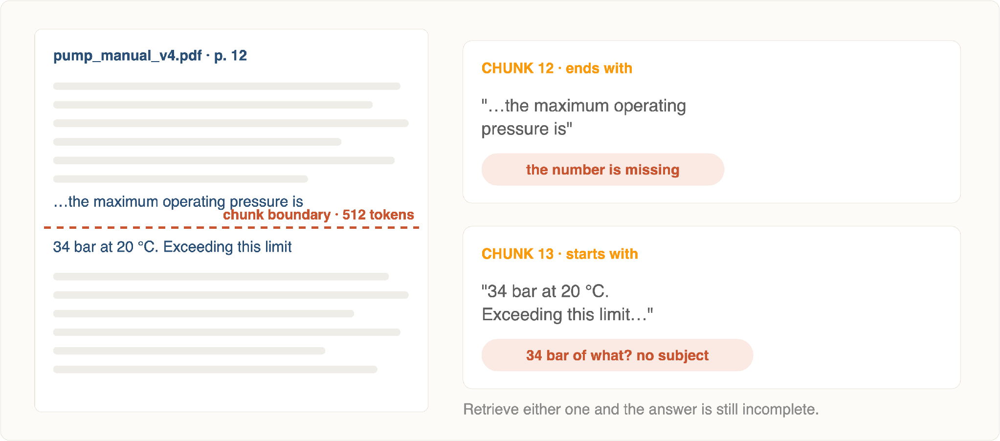 pump_manual_v4.pdf · p. 12
…the maximum operating pressure is
chunk boundary · 512 tokens
34 bar at 20 °C. Exceeding this limit
CHUNK 12 · ends with
"…the maximum operating
pressure is"
the number is missing
CHUNK 13 · starts with
"34 bar at 20 °C.
Exceeding this limit…"
34 bar of what? no subject
Retrieve either one and the answer is still incomplete.